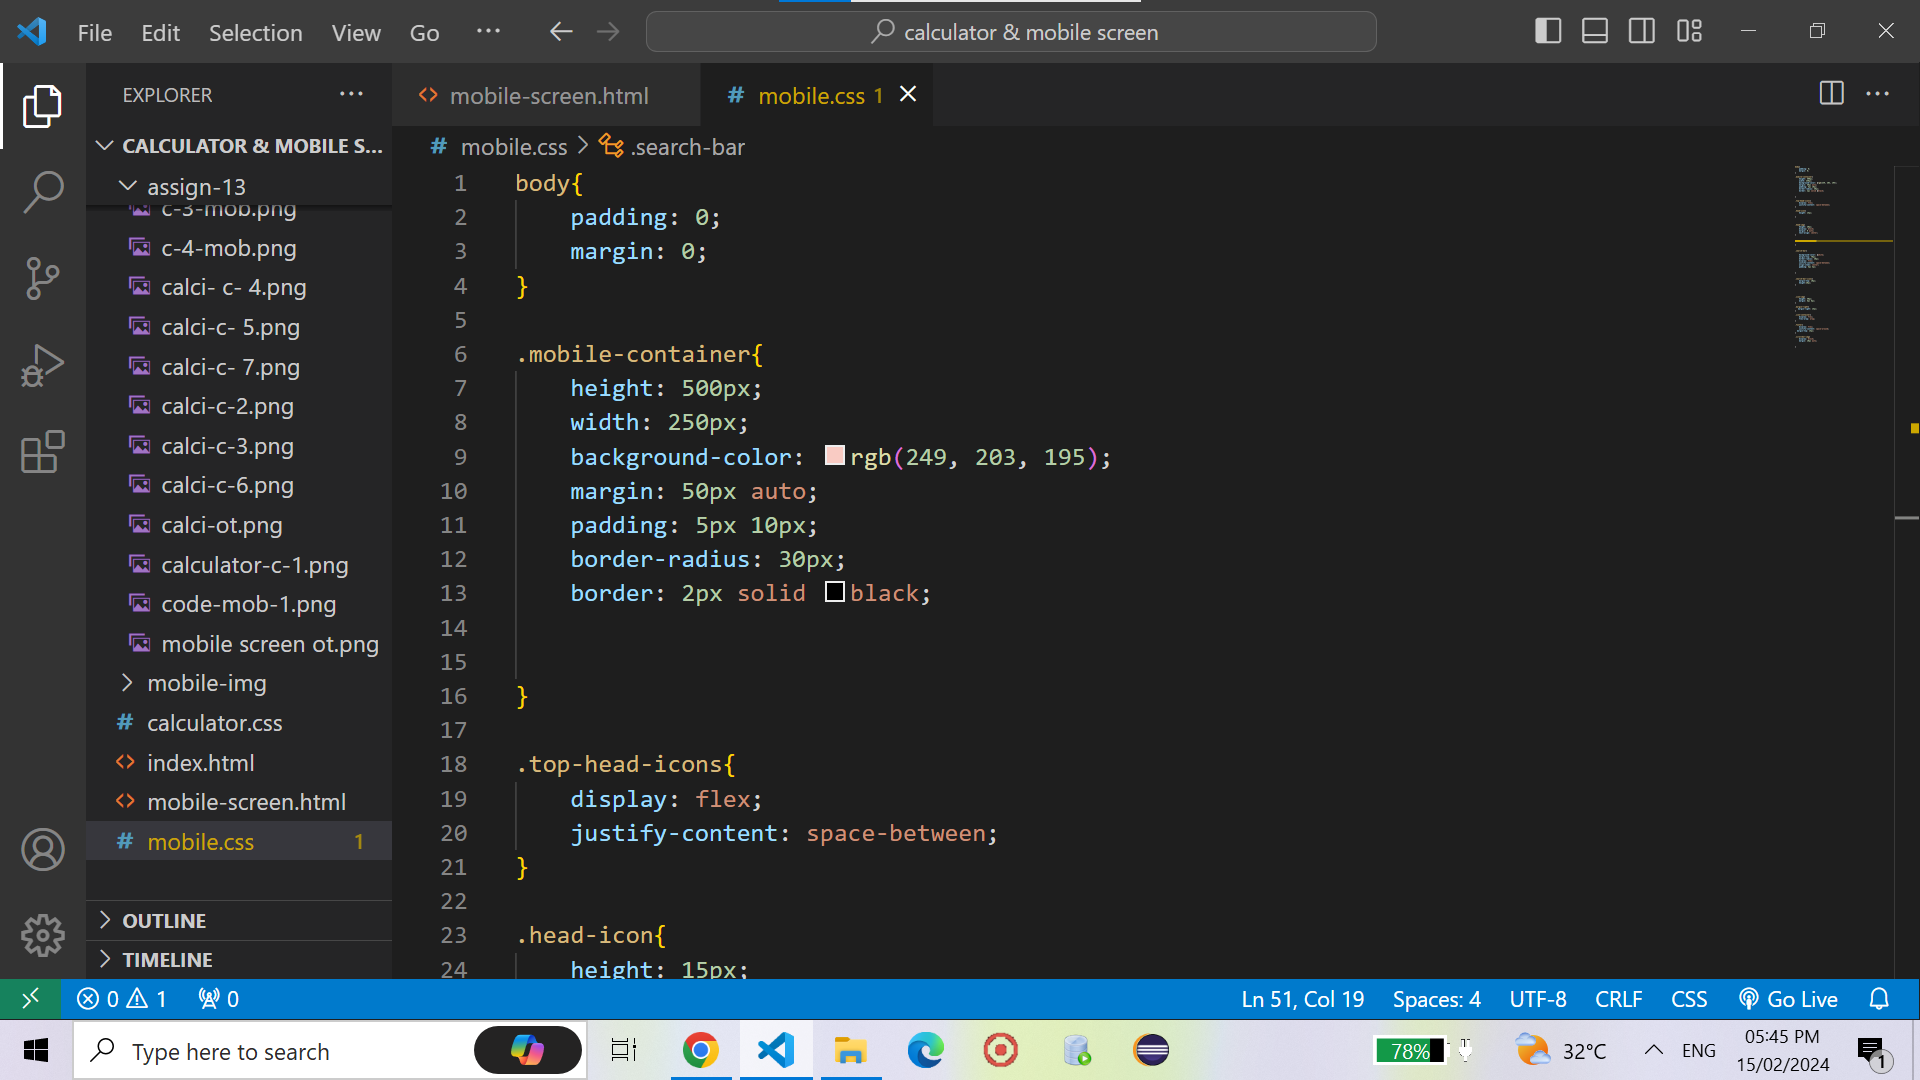 File Edit Selection View Go ··· calculator & mobile screen
EXPLORER ···
mobile-screen.html
mobile.css 1
CALCULATOR & MOBILE S...
mobile.css > .search-bar
assign-13
c-3-mob.png
c-4-mob.png
calci- c- 4.png
calci-c- 5.png
calci-c- 7.png
calci-c-2.png
calci-c-3.png
calci-c-6.png
calci-ot.png
calculator-c-1.png
code-mob-1.png
mobile screen ot.png
mobile-img
# calculator.css
index.html
mobile-screen.html
# mobile.css 1
OUTLINE
TIMELINE
1 body{
2 padding: 0;
3 margin: 0;
4 }
5
6 .mobile-container{
7 height: 500px;
8 width: 250px;
9 background-color: rgb(249, 203, 195);
10 margin: 50px auto;
11 padding: 5px 10px;
12 border-radius: 30px;
13 border: 2px solid black;
14
15
16 }
17
18 .top-head-icons{
19 display: flex;
20 justify-content: space-between;
21 }
22
23 .head-icon{
24 height: 15px;
0 1 0 Ln 51, Col 19 Spaces: 4 UTF-8 CRLF CSS Go Live
Type here to search
78% 32°C ENG
05:45 PM
15/02/2024
1